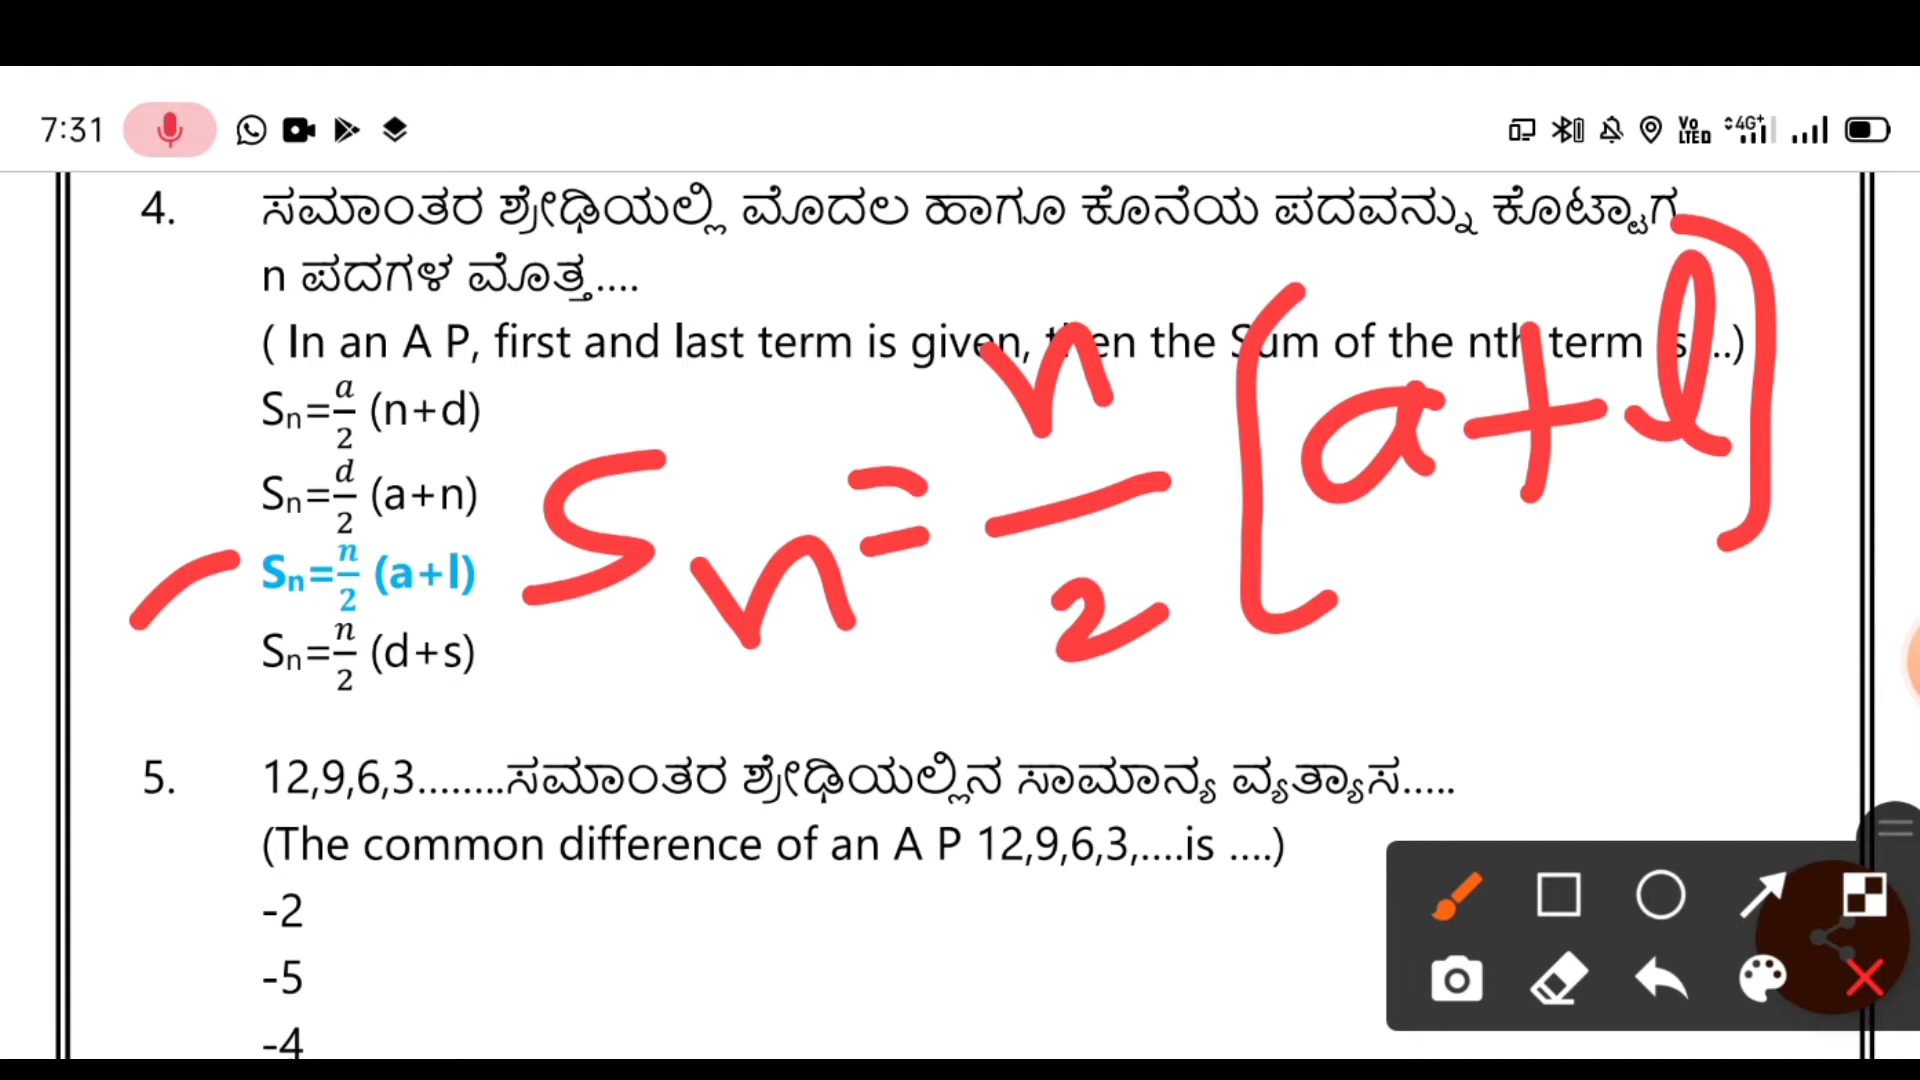 7:31 Vo LTE 4G+
4. ಸಮಾಂತರ ಶ್ರೇಢಿಯಲ್ಲಿ ಮೊದಲ ಹಾಗೂ ಕೊನೆಯ ಪದವನ್ನು ಕೊಟ್ಟಾಗ
n ಪದಗಳ ಮೊತ್ತ....
( In an A P, first and last term is given, then the Sum of the nth term is...)
Sn=a/2 (n+d)
Sn=d/2 (a+n)
Sn=n/2 (a+l)
Sn=n/2 (d+s)
Sn=n/2[a+l]
5. 12,9,6,3........ಸಮಾಂತರ ಶ್ರೇಢಿಯಲ್ಲಿನ ಸಾಮಾನ್ಯ ವ್ಯತ್ಯಾಸ.....
(The common difference of an A P 12,9,6,3,....is ....)
-2
-5
-4